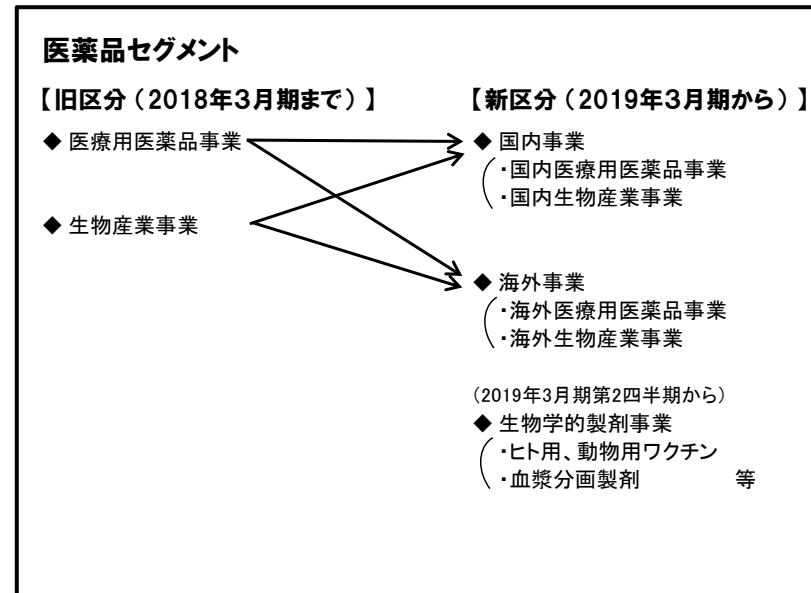 医薬品セグメント
【旧区分（2018年3月期まで）】
◆ 医療用医薬品事業
◆ 生物産業事業
【新区分（2019年3月期から）】
◆ 国内事業
・国内医療用医薬品事業
・国内生物産業事業
◆ 海外事業
・海外医療用医薬品事業
・海外生物産業事業
(2019年3月期第2四半期から)
◆ 生物学的製剤事業
・ヒト用、動物用ワクチン
・血漿分画製剤 等